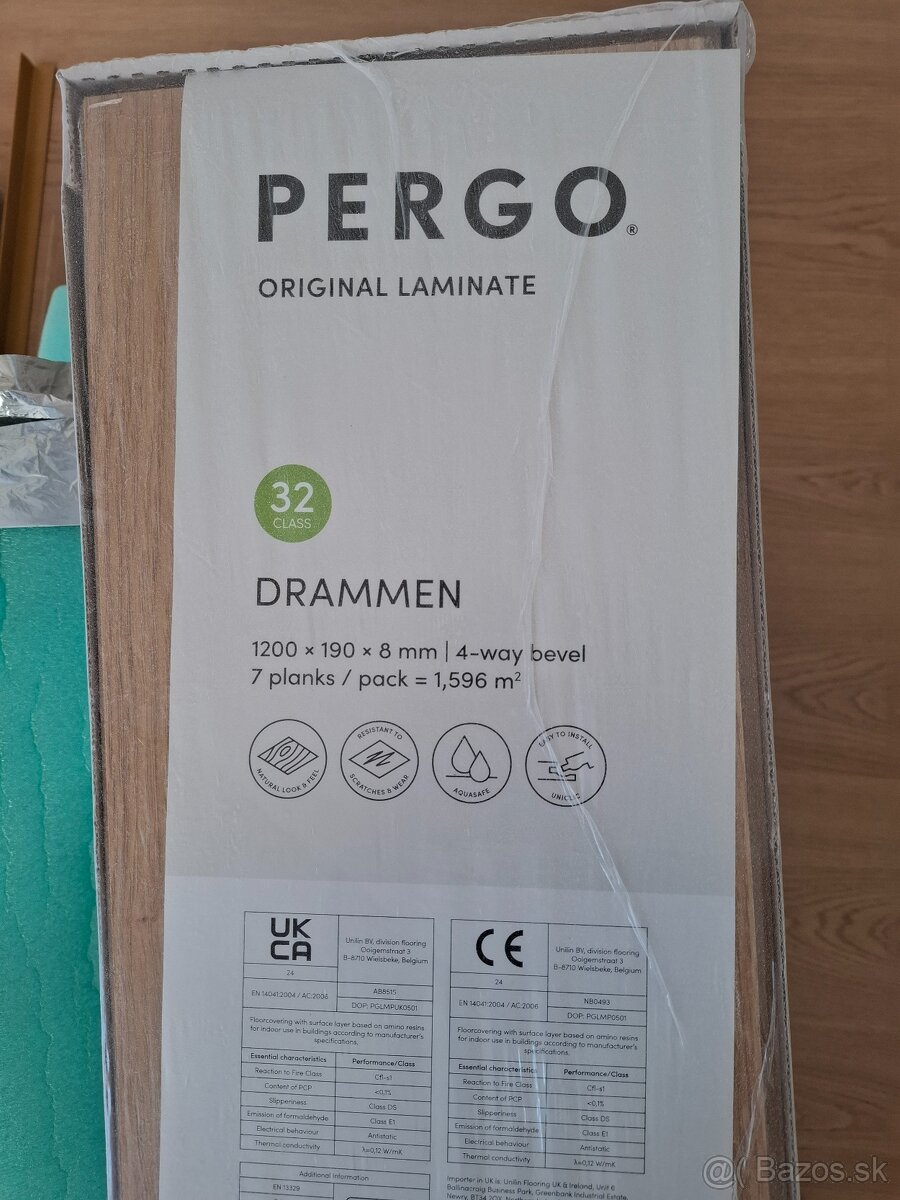 PERGO®
ORIGINAL LAMINATE
32
CLASS
DRAMMEN
1200 × 190 × 8 mm | 4-way bevel
7 planks / pack = 1,596 m²
NATURAL LOOK & FEEL
RESISTANT TO
SCRATCHES & WEAR
AQUASAFE
EASY TO INSTALL
UNICLIC
UK
CA
24
Unilin BV, division flooring
Ooigemstraat 3
B-8710 Wielsbeke, Belgium
EN 14041:2004 / AC:2006
AB8515
DOP: PGLMPUK0501
Floorcovering with surface layer based on amino resins
for indoor use in buildings according to manufacturer's
specifications.
Essential characteristics Performance/Class
Reaction to Fire Class Cfl-s1
Content of PCP <0,1%
Slipperiness Class DS
Emission of formaldehyde Class E1
Electrical behaviour Antistatic
Thermal conductivity λ=0,12 W/mK
Additional information
EN 13329
CE
24
Unilin BV, division flooring
Ooigemstraat 3
B-8710 Wielsbeke, Belgium
EN 14041:2004 / AC:2006
NB0493
DOP: PGLMP0501
Floorcovering with surface layer based on amino resins
for indoor use in buildings according to manufacturer's
specifications.
Essential characteristics Performance/Class
Reaction to Fire Class Cfl-s1
Content of PCP <0,1%
Slipperiness Class DS
Emission of formaldehyde Class E1
Electrical behaviour Antistatic
Thermal conductivity λ=0,12 W/mK
Importer in UK is: Unilin Flooring UK & Ireland, Unit 6
Ballinacraig Business Park, Greenbank Industrial Estate,
Newry, BT34 2QX
Bazos.sk